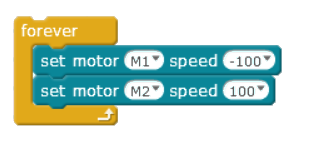 forever
set motor M1 speed -100
set motor M2 speed 100